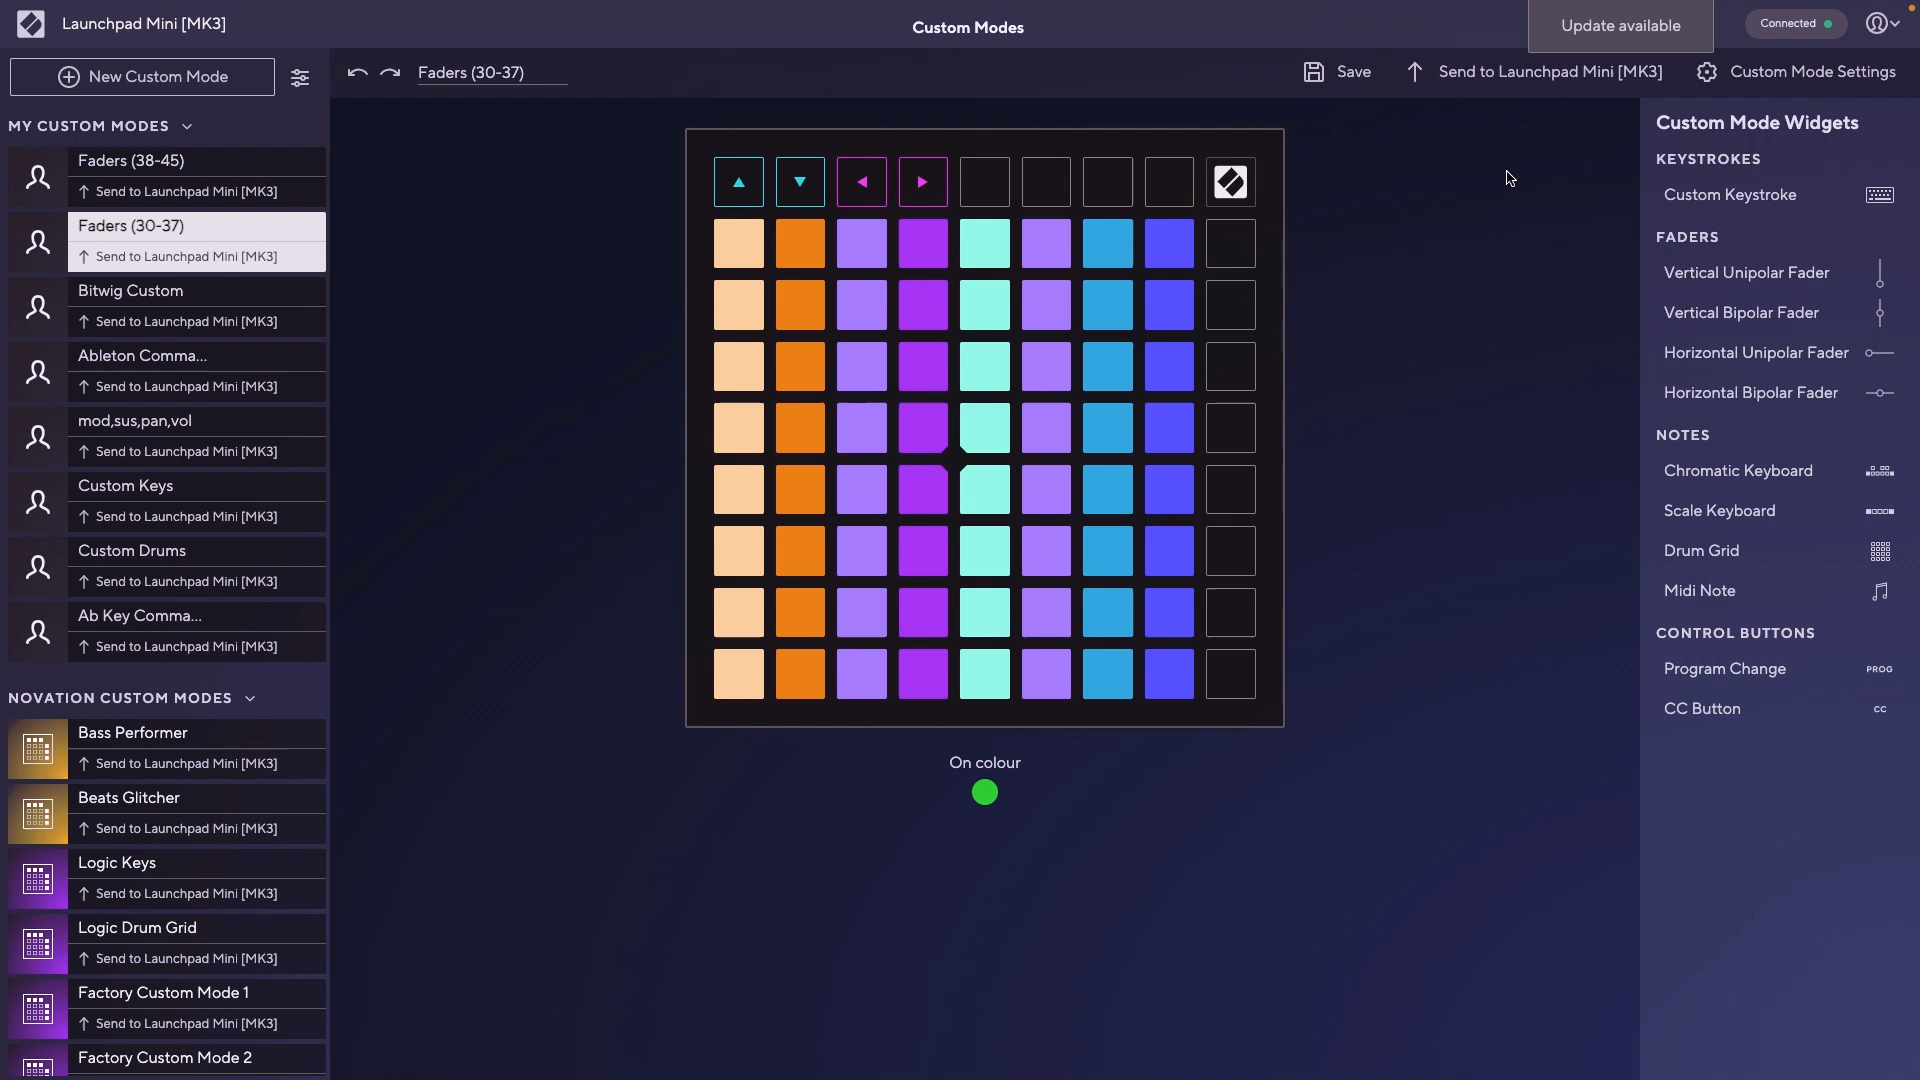 Launchpad Mini [MK3]
Custom Modes
Update available
Connected
New Custom Mode
Faders (30-37)
Save
Send to Launchpad Mini [MK3]
Custom Mode Settings
MY CUSTOM MODES
Faders (38-45)
Send to Launchpad Mini [MK3]
Faders (30-37)
Send to Launchpad Mini [MK3]
Bitwig Custom
Send to Launchpad Mini [MK3]
Ableton Comma...
Send to Launchpad Mini [MK3]
mod,sus,pan,vol
Send to Launchpad Mini [MK3]
Custom Keys
Send to Launchpad Mini [MK3]
Custom Drums
Send to Launchpad Mini [MK3]
Ab Key Comma...
Send to Launchpad Mini [MK3]
NOVATION CUSTOM MODES
Bass Performer
Send to Launchpad Mini [MK3]
Beats Glitcher
Send to Launchpad Mini [MK3]
Logic Keys
Send to Launchpad Mini [MK3]
Logic Drum Grid
Send to Launchpad Mini [MK3]
Factory Custom Mode 1
Send to Launchpad Mini [MK3]
Factory Custom Mode 2
On colour
Custom Mode Widgets
KEYSTROKES
Custom Keystroke
FADERS
Vertical Unipolar Fader
Vertical Bipolar Fader
Horizontal Unipolar Fader
Horizontal Bipolar Fader
NOTES
Chromatic Keyboard
Scale Keyboard
Drum Grid
Midi Note
CONTROL BUTTONS
Program Change PROG
CC Button CC